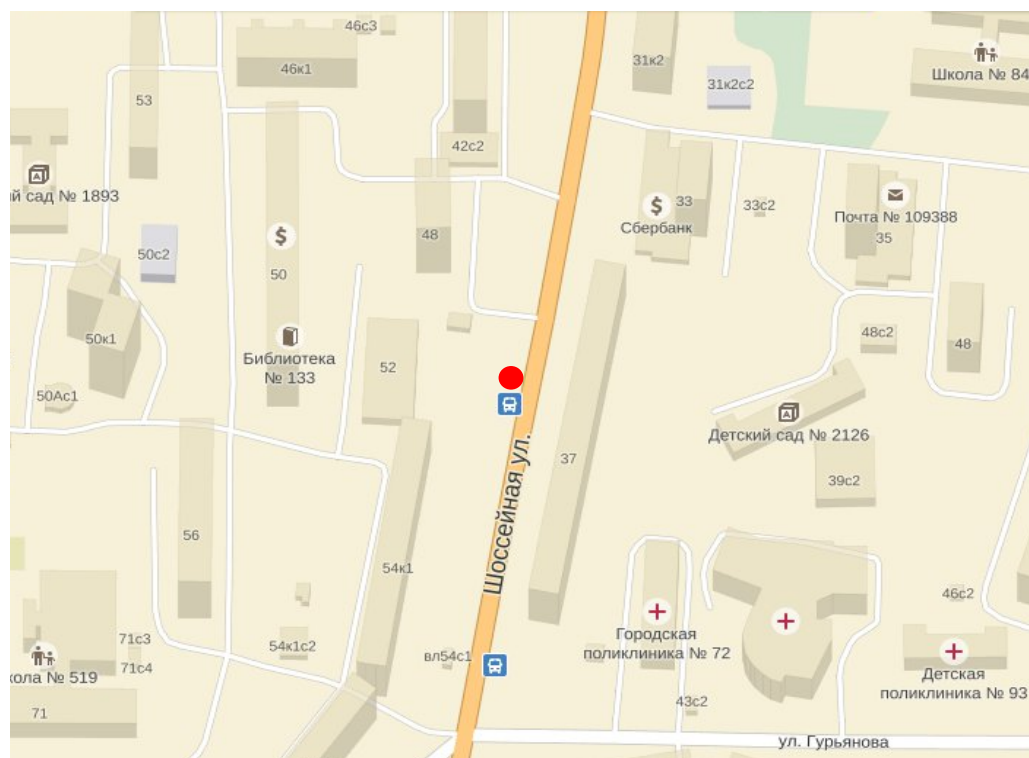 46с3
46к1
31к2
Школа № 84
31к2с2
53
42с2
й сад № 1893
33
33с2
Сбербанк
Почта № 109388
35
48
50с2
50
50к1
Библиотека
№ 133
48с2
48
52
50Ас1
Детский сад № 2126
37
39с2
Шоссейная ул.
56
54к1
46с2
Городская
поликлиника № 72
71с3
54к1с2
вл54с1
71с4
кола № 519
Детская
поликлиника № 93
43с2
71
ул. Гурьянова